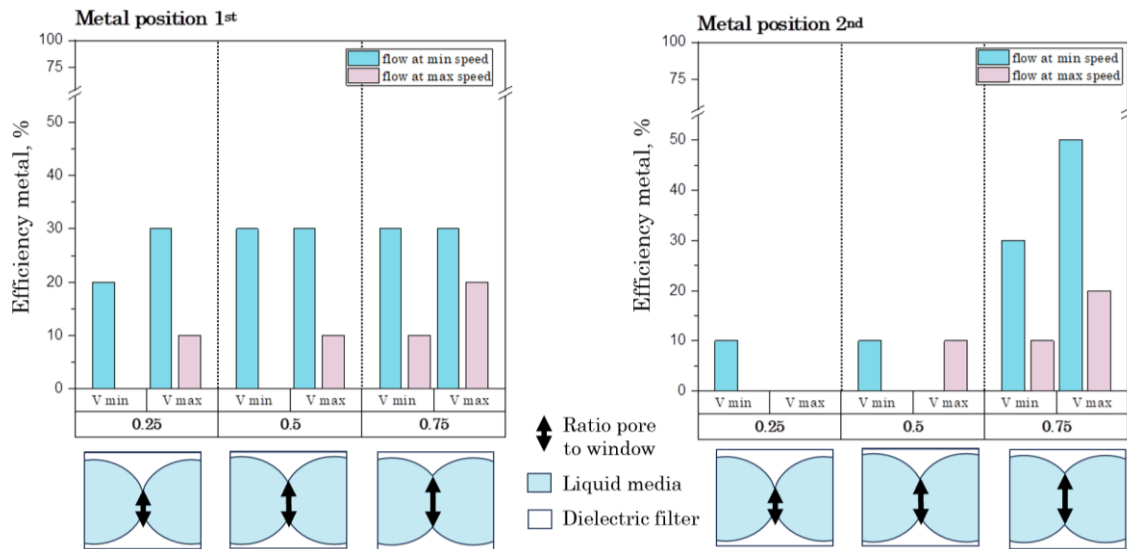 Metal position 1st
100
75
50
40
30
20
10
0
Efficiency metal, %
flow at min speed
flow at max speed
V min V max V min V max V min V max
0.25 0.5 0.75
Metal position 2nd
100
75
50
40
30
20
10
0
Efficiency metal, %
flow at min speed
flow at max speed
V min V max V min V max V min V max
0.25 0.5 0.75
Ratio pore
to window
Liquid media
Dielectric filter